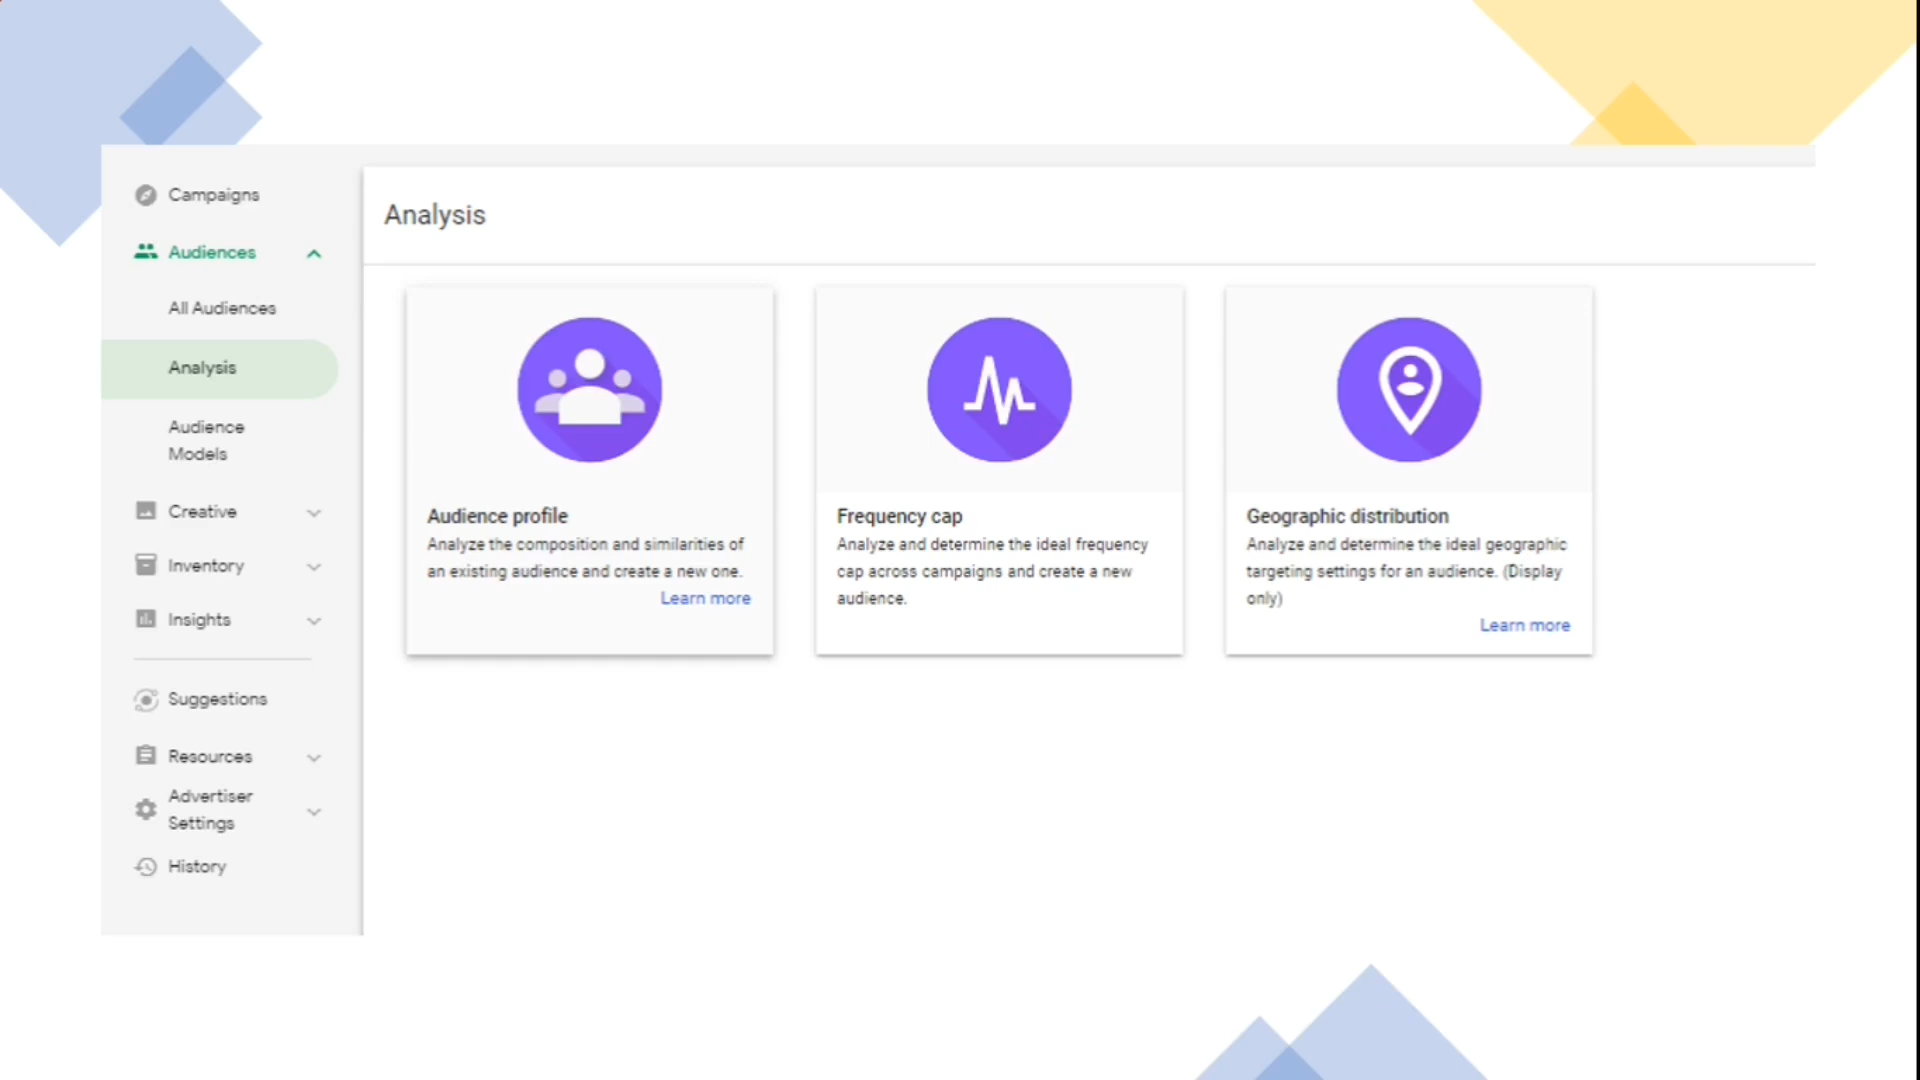 Campaigns
Audiences
All Audiences
Analysis
Audience
Models
Creative
Inventory
Insights
Suggestions
Resources
Advertiser
Settings
History
Analysis
Audience profile
Analyze the composition and similarities of
an existing audience and create a new one.
Learn more
Frequency cap
Analyze and determine the ideal frequency
cap across campaigns and create a new
audience.
Geographic distribution
Analyze and determine the ideal geographic
targeting settings for an audience. (Display
only)
Learn more